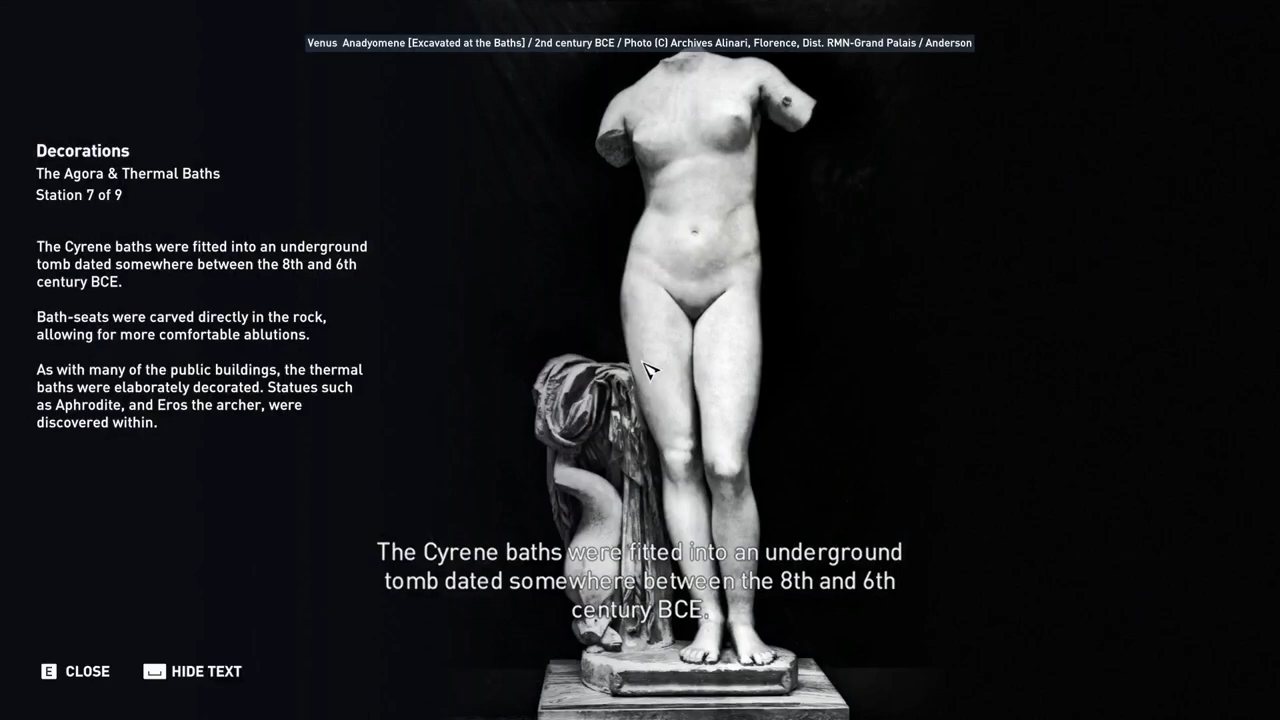 Venus Anadyomene [Excavated at the Baths] / 2nd century BCE / Photo (C) Archives Alinari, Florence, Dist. RMN-Grand Palais / Anderson
Decorations
The Agora & Thermal Baths
Station 7 of 9
The Cyrene baths were fitted into an underground
tomb dated somewhere between the 8th and 6th
century BCE.
Bath-seats were carved directly in the rock,
allowing for more comfortable ablutions.
As with many of the public buildings, the thermal
baths were elaborately decorated. Statues such
as Aphrodite, and Eros the archer, were
discovered within.
The Cyrene baths were fitted into an underground
tomb dated somewhere between the 8th and 6th
century BCE.
E CLOSE
HIDE TEXT